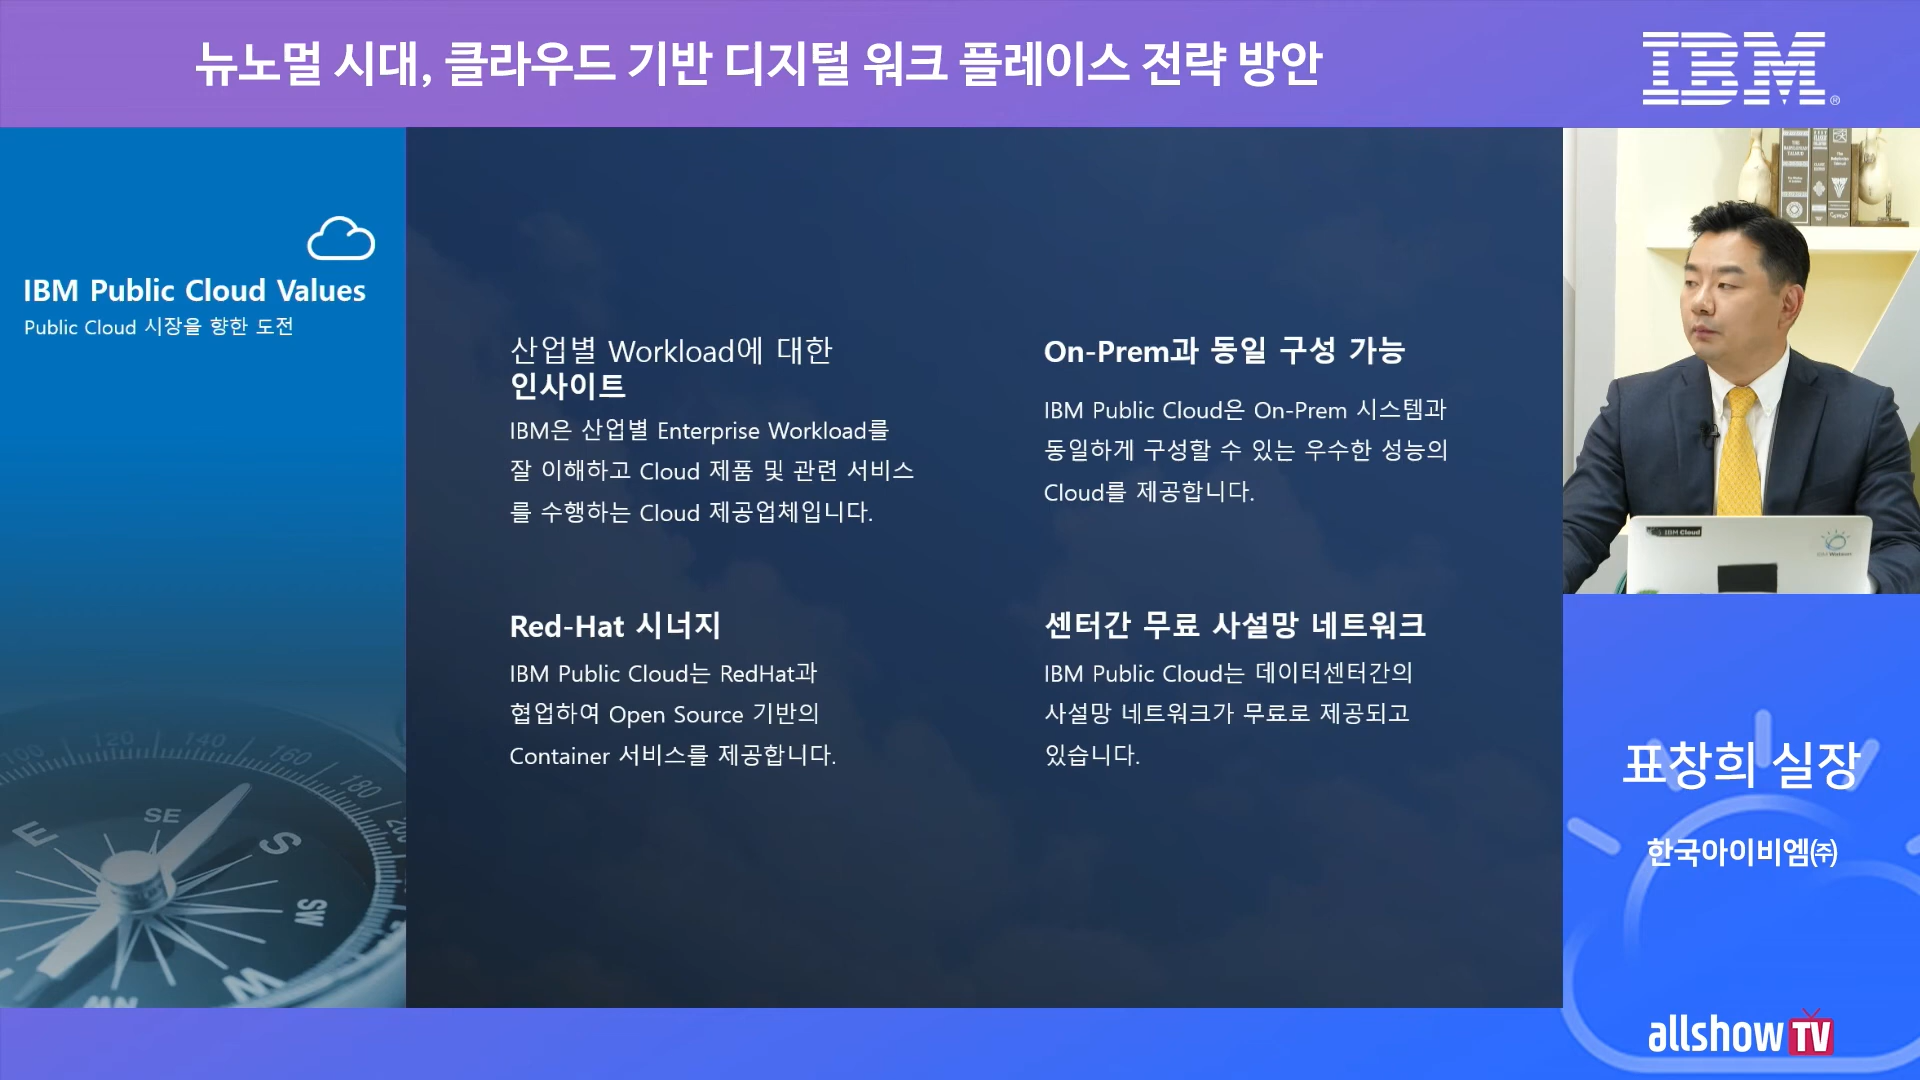 뉴노멀 시대, 클라우드 기반 디지털 워크 플레이스 전략 방안
IBM®
IBM Public Cloud Values
Public Cloud 시장을 향한 도전
산업별 Workload에 대한
인사이트
IBM은 산업별 Enterprise Workload를
잘 이해하고 Cloud 제품 및 관련 서비스
를 수행하는 Cloud 제공업체입니다.
On-Prem과 동일 구성 가능
IBM Public Cloud은 On-Prem 시스템과
동일하게 구성할 수 있는 우수한 성능의
Cloud를 제공합니다.
Red-Hat 시너지
IBM Public Cloud는 RedHat과
협업하여 Open Source 기반의
Container 서비스를 제공합니다.
센터간 무료 사설망 네트워크
IBM Public Cloud는 데이터센터간의
사설망 네트워크가 무료로 제공되고
있습니다.
100 120 140 160 180
E SE S SW W NW
IBM Cloud
표창희 실장
한국아이비엠㈜
allshow TV